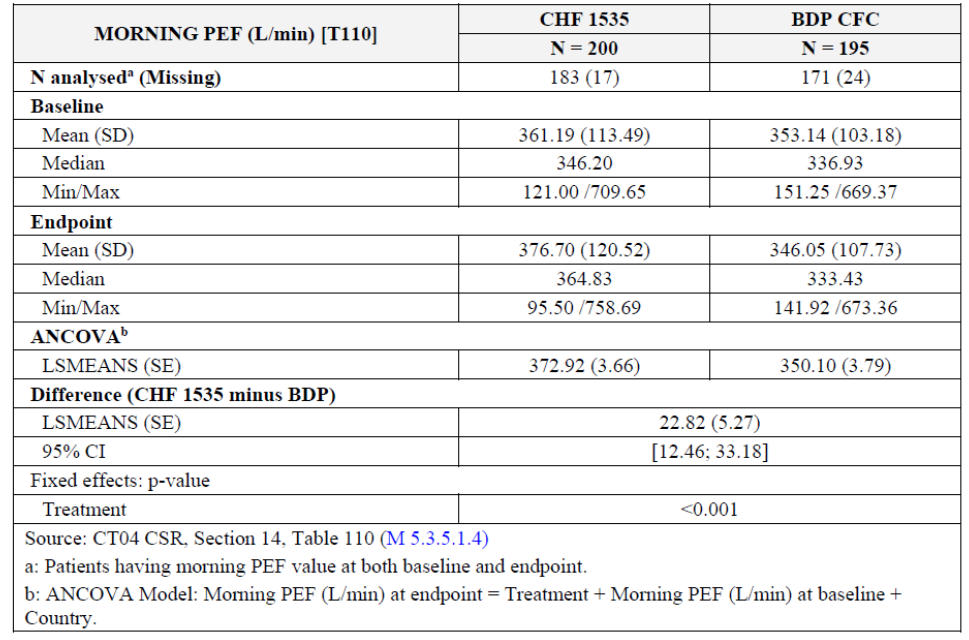 MORNING PEF (L/min) [T110] CHF 1535 BDP CFC
N = 200 N = 195
N analysedᵃ (Missing) 183 (17) 171 (24)
Baseline
Mean (SD) 361.19 (113.49) 353.14 (103.18)
Median 346.20 336.93
Min/Max 121.00 /709.65 151.25 /669.37
Endpoint
Mean (SD) 376.70 (120.52) 346.05 (107.73)
Median 364.83 333.43
Min/Max 95.50 /758.69 141.92 /673.36
ANCOVAᵇ
LSMEANS (SE) 372.92 (3.66) 350.10 (3.79)
Difference (CHF 1535 minus BDP)
LSMEANS (SE) 22.82 (5.27)
95% CI [12.46; 33.18]
Fixed effects: p-value
Treatment <0.001
Source: CT04 CSR, Section 14, Table 110 (M 5.3.5.1.4)
a: Patients having morning PEF value at both baseline and endpoint.
b: ANCOVA Model: Morning PEF (L/min) at endpoint = Treatment + Morning PEF (L/min) at baseline +
Country.